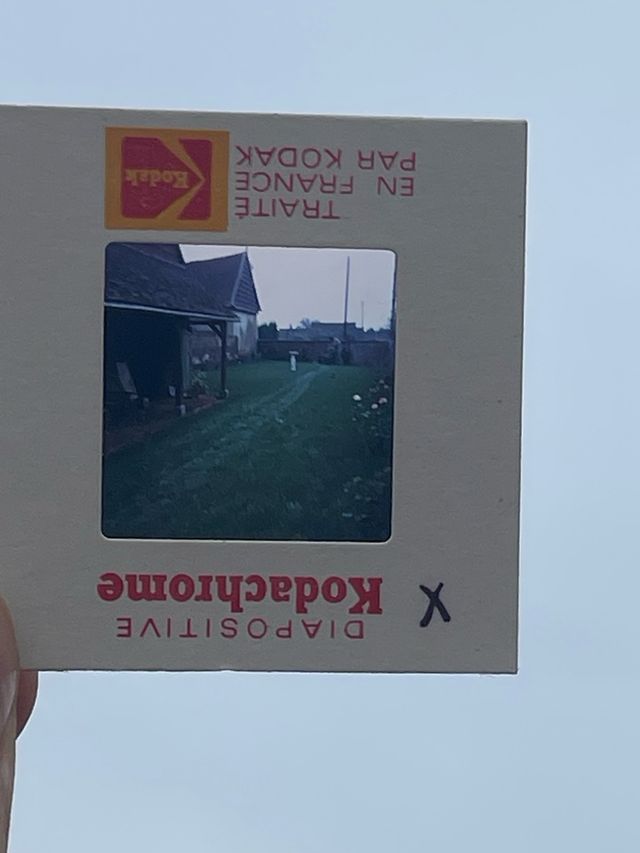 DIAPOSITIVE
Kodachrome
X
TRAITÉ
EN FRANCE
PAR KODAK
Kodak